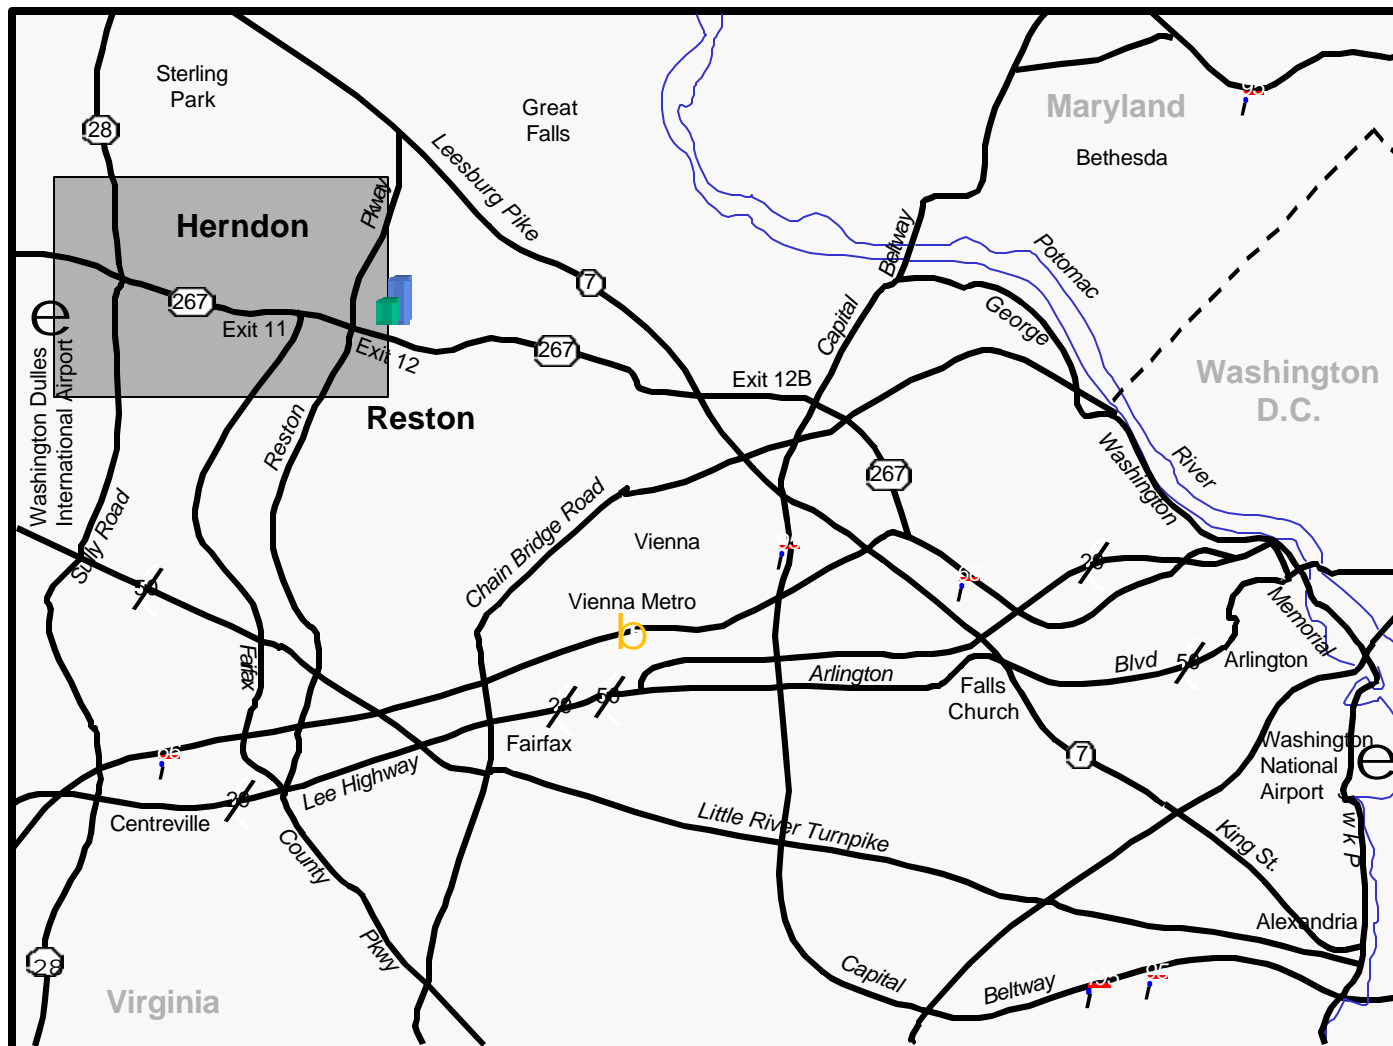 Sterling
Park
Great
Falls
95
Maryland
Bethesda
28
Leesburg Pike
Pkway
Herndon
Beltway
Potomac
7
267
Exit 11
Exit 12
267
Capital
George
Exit 12B
Washington
D.C.
e
Washington Dulles
International Airport
Reston
Reston
Washington
River
267
Sully Road
Chain Bridge Road
Vienna
50
66
29
Vienna Metro
b
Memorial
Fairfax
Arlington
Blvd
50
Arlington
29
50
Falls
Church
Fairfax
66
7
Washington
National
Airport
e
Lee Highway
29
Centreville
Little River Turnpike
King St.
County
Pkwy
Alexandria
28
Capital
Beltway
495
95
Virginia